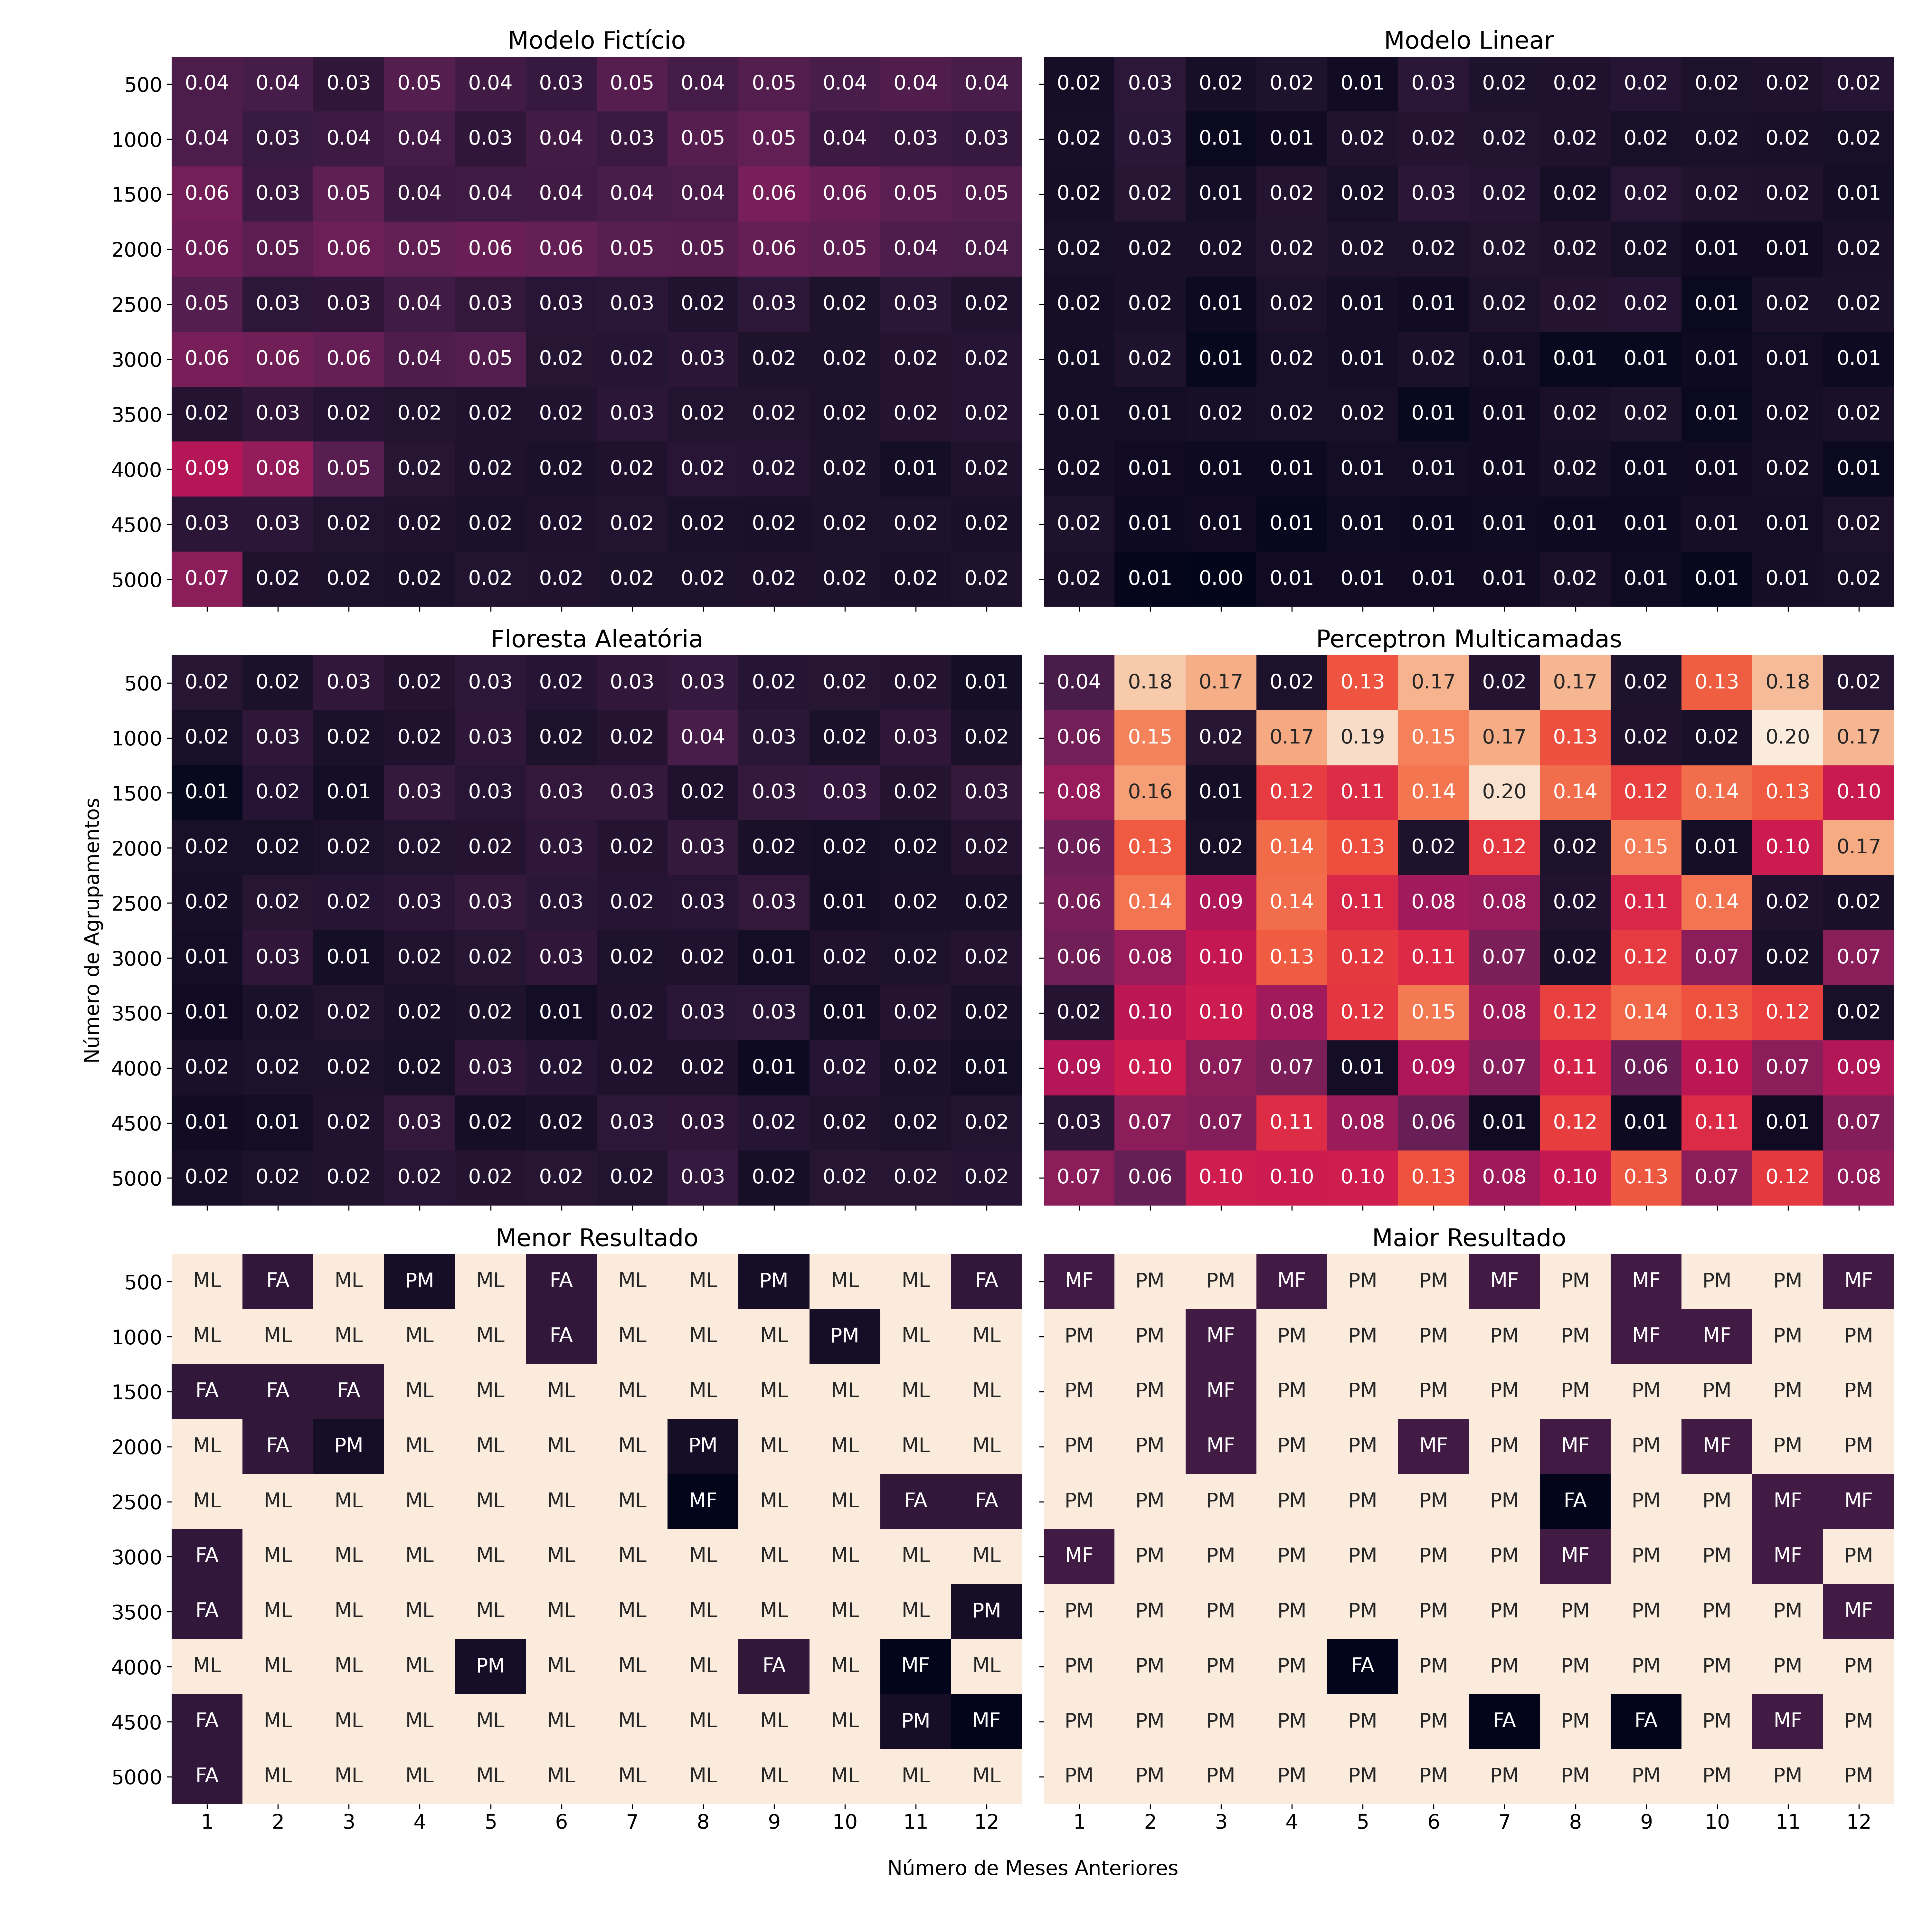 Modelo Fictício
500 0.04 0.04 0.03 0.05 0.04 0.03 0.05 0.04 0.05 0.04 0.04 0.04
1000 0.04 0.03 0.04 0.04 0.03 0.04 0.03 0.05 0.05 0.04 0.03 0.03
1500 0.06 0.03 0.05 0.04 0.04 0.04 0.04 0.04 0.06 0.06 0.05 0.05
2000 0.06 0.05 0.06 0.05 0.06 0.06 0.05 0.05 0.06 0.05 0.04 0.04
2500 0.05 0.03 0.03 0.04 0.03 0.03 0.03 0.02 0.03 0.02 0.03 0.02
3000 0.06 0.06 0.06 0.04 0.05 0.02 0.02 0.03 0.02 0.02 0.02 0.02
3500 0.02 0.03 0.02 0.02 0.02 0.02 0.03 0.02 0.02 0.02 0.02 0.02
4000 0.09 0.08 0.05 0.02 0.02 0.02 0.02 0.02 0.02 0.02 0.01 0.02
4500 0.03 0.03 0.02 0.02 0.02 0.02 0.02 0.02 0.02 0.02 0.02 0.02
5000 0.07 0.02 0.02 0.02 0.02 0.02 0.02 0.02 0.02 0.02 0.02 0.02
Modelo Linear
0.02 0.03 0.02 0.02 0.01 0.03 0.02 0.02 0.02 0.02 0.02 0.02
0.02 0.03 0.01 0.01 0.02 0.02 0.02 0.02 0.02 0.02 0.02 0.02
0.02 0.02 0.01 0.02 0.02 0.03 0.02 0.02 0.02 0.02 0.02 0.01
0.02 0.02 0.02 0.02 0.02 0.02 0.02 0.02 0.02 0.01 0.01 0.02
0.02 0.02 0.01 0.02 0.01 0.01 0.02 0.02 0.02 0.01 0.02 0.02
0.01 0.02 0.01 0.02 0.01 0.02 0.01 0.01 0.01 0.01 0.01 0.01
0.01 0.01 0.00 0.02 0.02 0.01 0.01 0.02 0.02 0.01 0.02 0.02
0.02 0.01 0.01 0.01 0.01 0.01 0.01 0.02 0.01 0.01 0.02 0.01
0.02 0.01 0.01 0.01 0.01 0.01 0.01 0.01 0.01 0.01 0.01 0.02
0.02 0.01 0.00 0.01 0.01 0.01 0.01 0.02 0.01 0.01 0.01 0.02
Número de Agrupamentos
Floresta Aleatória
500 0.02 0.02 0.03 0.02 0.03 0.02 0.03 0.03 0.02 0.02 0.02 0.01
1000 0.02 0.03 0.02 0.02 0.03 0.02 0.02 0.04 0.03 0.02 0.03 0.02
1500 0.01 0.02 0.01 0.03 0.03 0.03 0.03 0.02 0.03 0.03 0.02 0.03
2000 0.02 0.02 0.02 0.02 0.02 0.03 0.02 0.03 0.02 0.02 0.02 0.02
2500 0.02 0.02 0.02 0.03 0.03 0.03 0.02 0.03 0.03 0.01 0.02 0.02
3000 0.01 0.03 0.01 0.02 0.02 0.03 0.02 0.02 0.01 0.02 0.02 0.02
3500 0.01 0.02 0.02 0.02 0.02 0.01 0.02 0.03 0.03 0.01 0.02 0.02
4000 0.02 0.02 0.02 0.02 0.03 0.02 0.02 0.02 0.01 0.02 0.02 0.01
4500 0.01 0.01 0.02 0.03 0.02 0.02 0.03 0.03 0.02 0.02 0.02 0.02
5000 0.02 0.02 0.02 0.02 0.02 0.02 0.02 0.03 0.02 0.02 0.02 0.02
Perceptron Multicamadas
0.04 0.18 0.17 0.02 0.13 0.17 0.02 0.17 0.02 0.13 0.18 0.02
0.06 0.15 0.02 0.17 0.19 0.15 0.17 0.13 0.02 0.02 0.20 0.17
0.08 0.16 0.01 0.12 0.11 0.14 0.20 0.14 0.12 0.14 0.13 0.10
0.06 0.13 0.02 0.14 0.13 0.02 0.12 0.02 0.15 0.01 0.10 0.17
0.06 0.14 0.09 0.14 0.11 0.08 0.08 0.02 0.11 0.14 0.02 0.02
0.06 0.08 0.10 0.13 0.12 0.11 0.07 0.02 0.12 0.07 0.02 0.07
0.02 0.10 0.10 0.08 0.12 0.15 0.08 0.12 0.14 0.13 0.12 0.02
0.09 0.10 0.07 0.07 0.01 0.09 0.07 0.11 0.06 0.10 0.07 0.09
0.03 0.07 0.07 0.11 0.08 0.06 0.01 0.12 0.01 0.11 0.01 0.07
0.07 0.06 0.10 0.10 0.10 0.13 0.08 0.10 0.13 0.07 0.12 0.08
Menor Resultado
500 ML FA ML PM ML FA ML ML PM ML ML FA
1000 ML ML ML ML ML FA ML ML ML PM ML ML
1500 FA FA FA ML ML ML ML ML ML ML ML ML
2000 ML FA PM ML ML ML ML PM ML ML ML ML
2500 ML ML ML ML ML ML ML MF ML ML FA FA
3000 FA ML ML ML ML ML ML ML ML ML ML ML
3500 FA ML ML ML ML ML ML ML ML ML ML PM
4000 ML ML ML ML PM ML ML ML FA ML MF ML
4500 FA ML ML ML ML ML ML ML ML ML PM MF
5000 FA ML ML ML ML ML ML ML ML ML ML ML
1 2 3 4 5 6 7 8 9 10 11 12
Maior Resultado
MF PM PM MF PM PM MF PM MF PM PM MF
PM PM MF PM PM PM PM PM MF MF PM PM
PM PM MF PM PM PM PM PM PM PM PM PM
PM PM MF PM PM MF PM MF PM MF PM PM
PM PM PM PM PM PM PM FA PM PM MF MF
MF PM PM PM PM PM PM MF PM PM MF PM
PM PM PM PM PM PM PM PM PM PM PM MF
PM PM PM PM FA PM PM PM PM PM PM PM
PM PM PM PM PM PM FA PM FA PM MF PM
PM PM PM PM PM PM PM PM PM PM PM PM
1 2 3 4 5 6 7 8 9 10 11 12
Número de Meses Anteriores